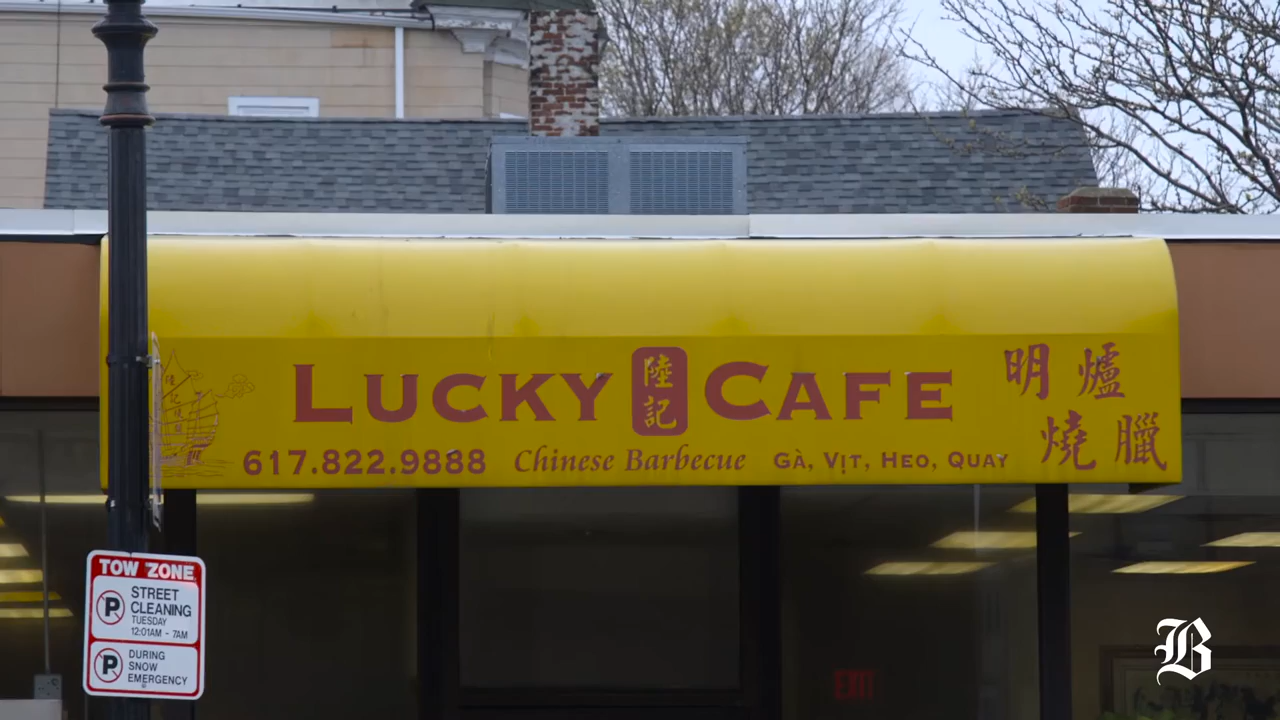 LUCKY 陸記 CAFE
明爐
燒臘
617.822.9888 Chinese Barbecue GÀ, VỊT, HEO, QUAY
TOW ZONE
P STREET CLEANING
TUESDAY
12:01AM - 7AM
P DURING
SNOW
EMERGENCY
EXIT
B